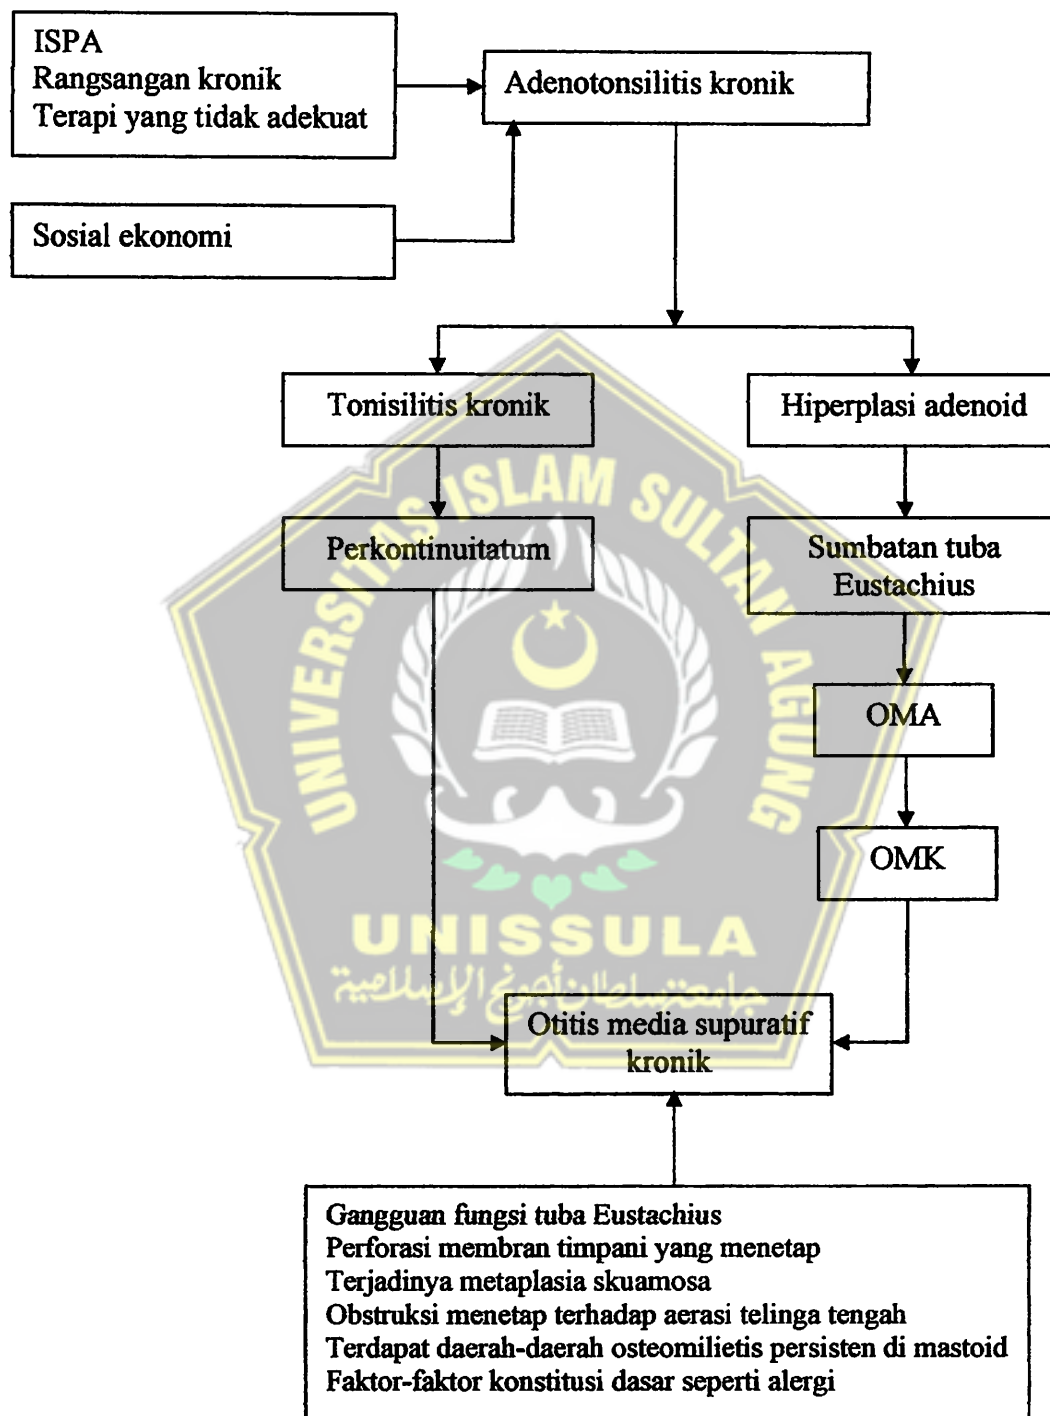 ISPA
Rangsangan kronik
Terapi yang tidak adekuat
Adenotonsilitis kronik
Sosial ekonomi
Tonisilitis kronik
Hiperplasi adenoid
Perkontinuitatum
Sumbatan tuba
Eustachius
OMA
OMK
UNIVERSITAS ISLAM SULTAN AGUNG
UNISSULA
جامعتسلطان أجونج الإسلامية
Otitis media supuratif
kronik
Gangguan fungsi tuba Eustachius
Perforasi membran timpani yang menetap
Terjadinya metaplasia skuamosa
Obstruksi menetap terhadap aerasi telinga tengah
Terdapat daerah-daerah osteomilietis persisten di mastoid
Faktor-faktor konstitusi dasar seperti alergi